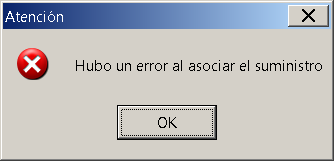 Atención
Hubo un error al asociar el suministro
OK